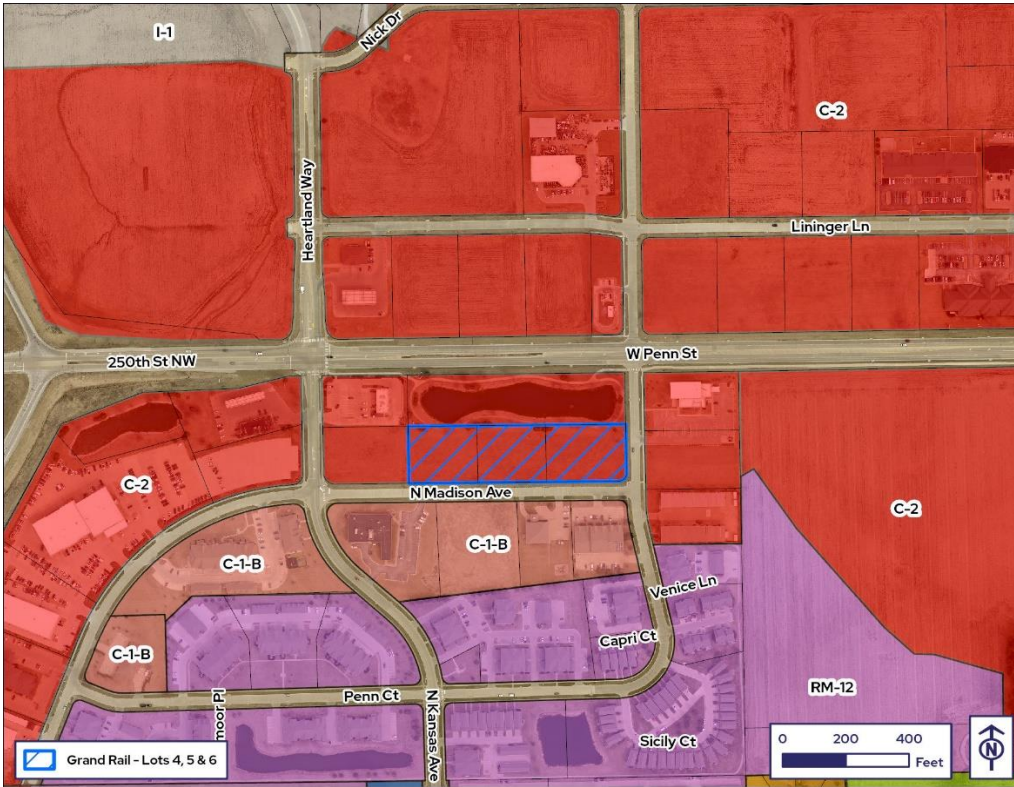 I-1
Nick Dr
C-2
Heartland Way
Lininger Ln
250th St NW
W Penn St
N Madison Ave
C-2
C-2
C-1-B
C-1-B
Venice Ln
Capri Ct
C-1-B
RM-12
Penn Ct
moor Pl
N Kansas Ave
Sicily Ct
0 200 400
Feet
N
Grand Rail - Lots 4, 5 & 6